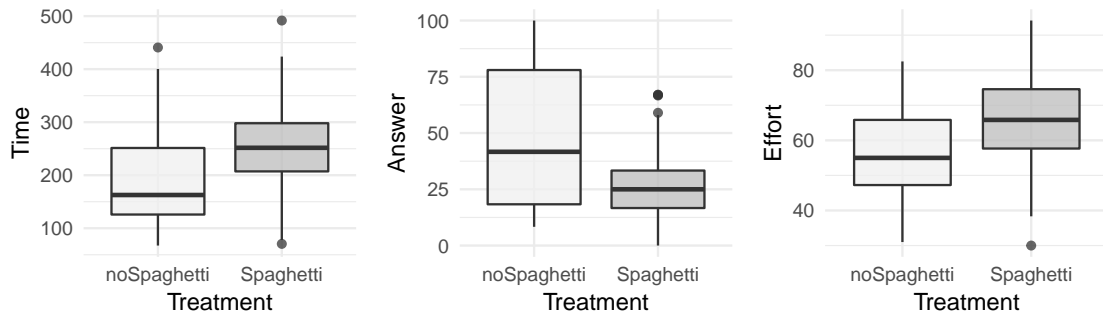 Time
500
400
300
200
100
noSpaghetti Spaghetti
Treatment
Answer
100
75
50
25
0
noSpaghetti Spaghetti
Treatment
Effort
80
60
40
noSpaghetti Spaghetti
Treatment